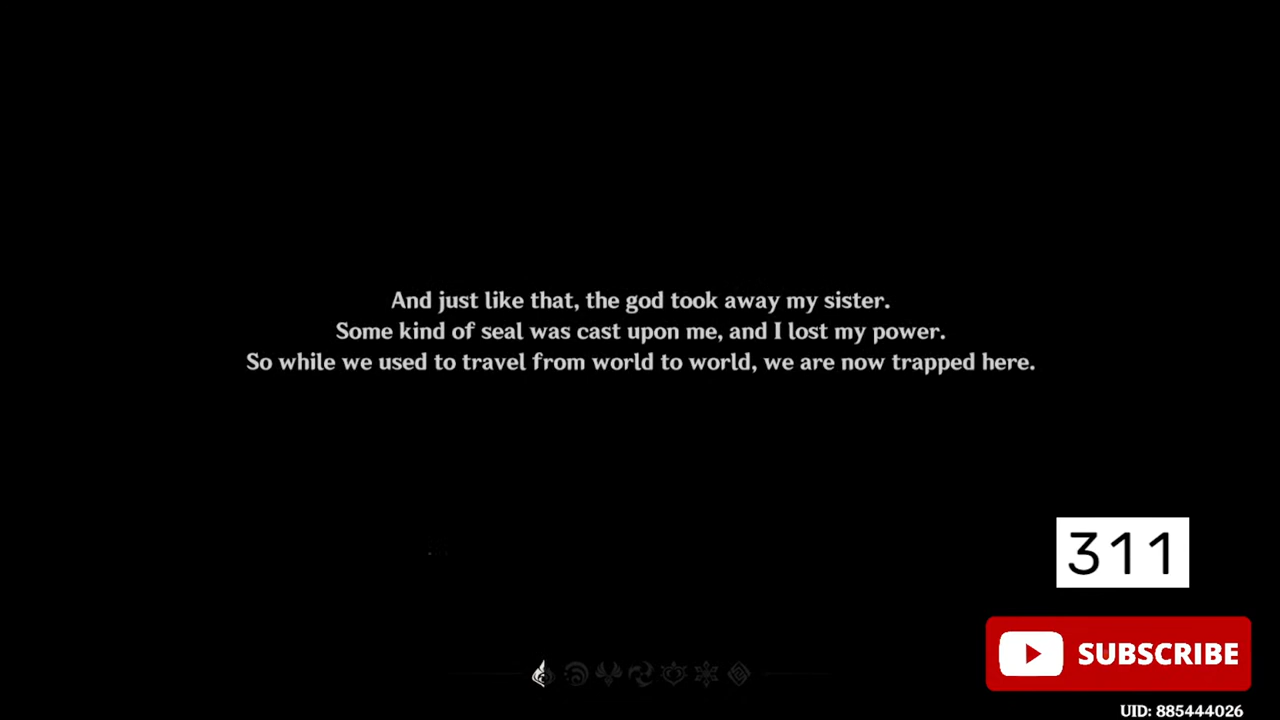 And just like that, the god took away my sister.
Some kind of seal was cast upon me, and I lost my power.
So while we used to travel from world to world, we are now trapped here.
311
SUBSCRIBE
UID: 885444026